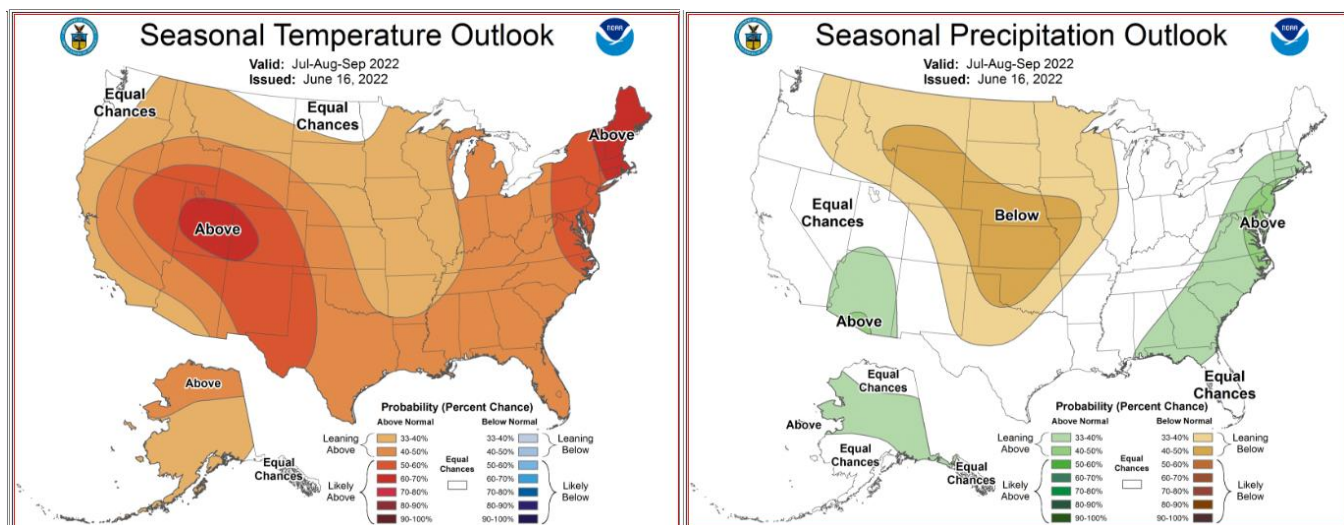 Seasonal Temperature Outlook
Valid: Jul-Aug-Sep 2022
Issued: June 16, 2022
Equal
Chances
Equal
Chances
Above
Above
Above
Equal
Chances
Probability (Percent Chance)
Above Normal
Below Normal
Leaning
Above
33-40%
40-50%
Likely
Above
50-60%
60-70%
70-80%
80-90%
90-100%
Equal
Chances
33-40%
40-50%
Leaning
Below
50-60%
60-70%
70-80%
80-90%
90-100%
Likely
Below
Seasonal Precipitation Outlook
Valid: Jul-Aug-Sep 2022
Issued: June 16, 2022
Equal
Chances
Below
Above
Above
Equal
Chances
Equal
Chances
Above
Equal
Chances
Equal
Chances
Probability (Percent Chance)
Above Normal
Below Normal
Leaning
Above
33-40%
40-50%
Likely
Above
50-60%
60-70%
70-80%
80-90%
90-100%
Equal
Chances
33-40%
40-50%
Leaning
Below
50-60%
60-70%
70-80%
80-90%
90-100%
Likely
Below